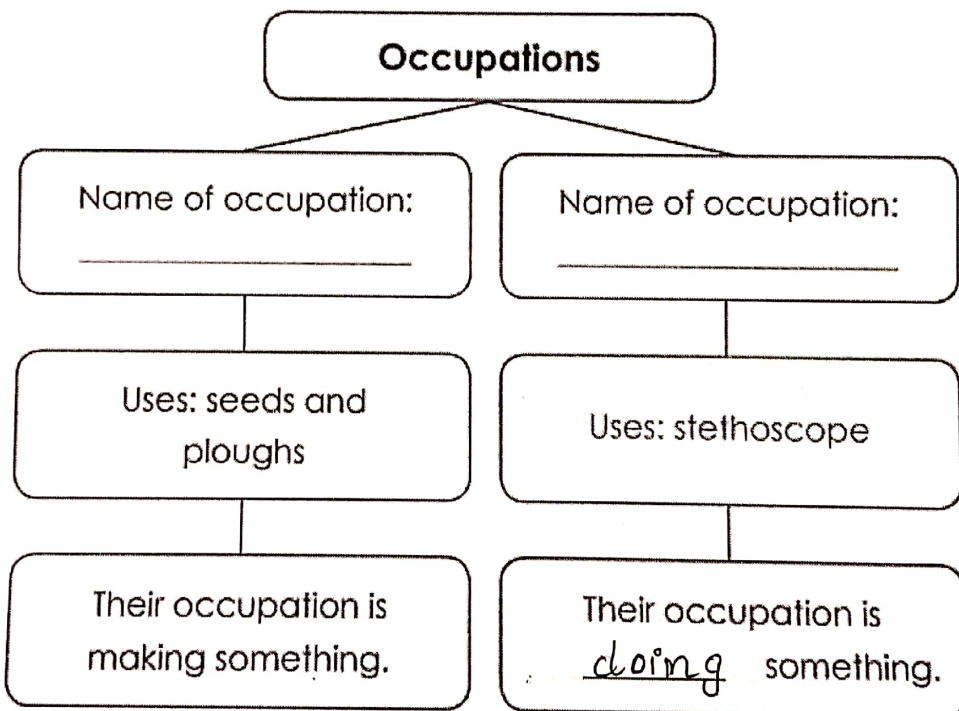 Occupations
Name of occupation:
Name of occupation:
Uses: seeds and
ploughs
Uses: stethoscope
Their occupation is
making something.
Their occupation is
doing something.